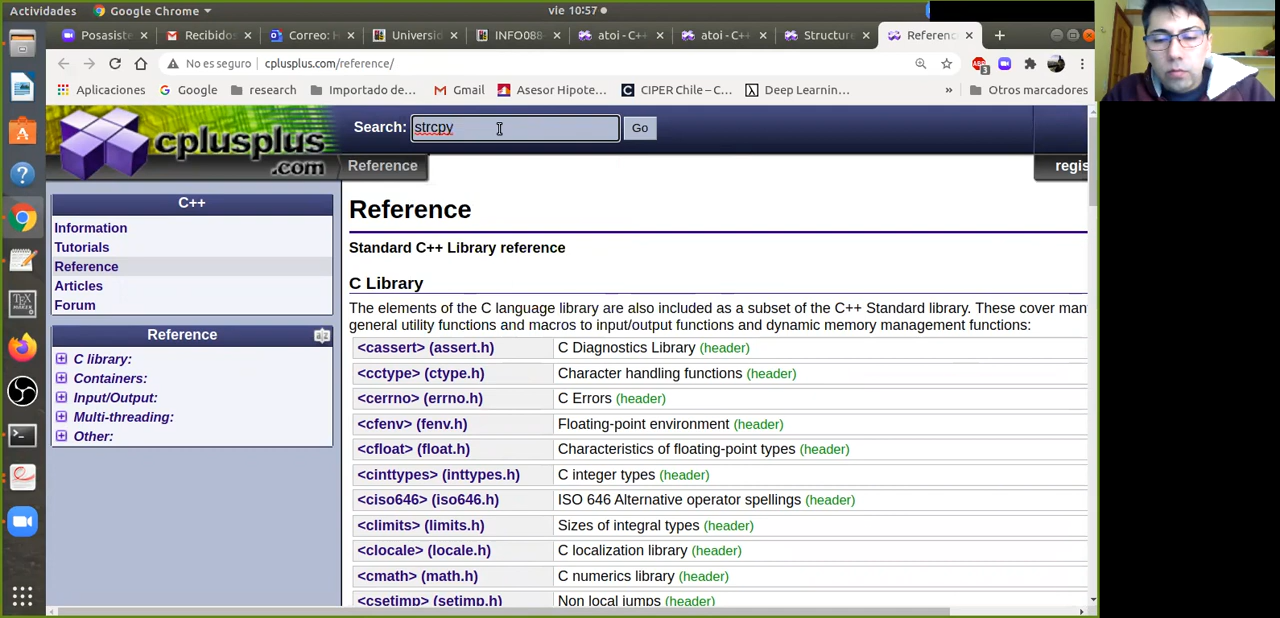 Actividades
Google Chrome
vie 10:57
Posasiste
Recibidos
Correo: H
Universid
INFO088
atoi - C++
atoi - C++
Structure
Referenc
No es seguro
cplusplus.com/reference/
3
Aplicaciones
Google
research
Importado de...
Gmail
Asesor Hipote...
CIPER Chile – C...
Deep Learnin...
»
Otros marcadores
cplusplus
.com
Search:
strcpy
Go
Reference
regis
C++
Information
Tutorials
Reference
Articles
Forum
Reference
C library:
Containers:
Input/Output:
Multi-threading:
Other:
Reference
Standard C++ Library reference
C Library
The elements of the C language library are also included as a subset of the C++ Standard library. These cover man
general utility functions and macros to input/output functions and dynamic memory management functions:
<cassert> (assert.h) C Diagnostics Library (header)
<cctype> (ctype.h) Character handling functions (header)
<cerrno> (errno.h) C Errors (header)
<cfenv> (fenv.h) Floating-point environment (header)
<cfloat> (float.h) Characteristics of floating-point types (header)
<cinttypes> (inttypes.h) C integer types (header)
<ciso646> (iso646.h) ISO 646 Alternative operator spellings (header)
<climits> (limits.h) Sizes of integral types (header)
<clocale> (locale.h) C localization library (header)
<cmath> (math.h) C numerics library (header)
<csetjmp> (setjmp.h) Non local jumps (header)